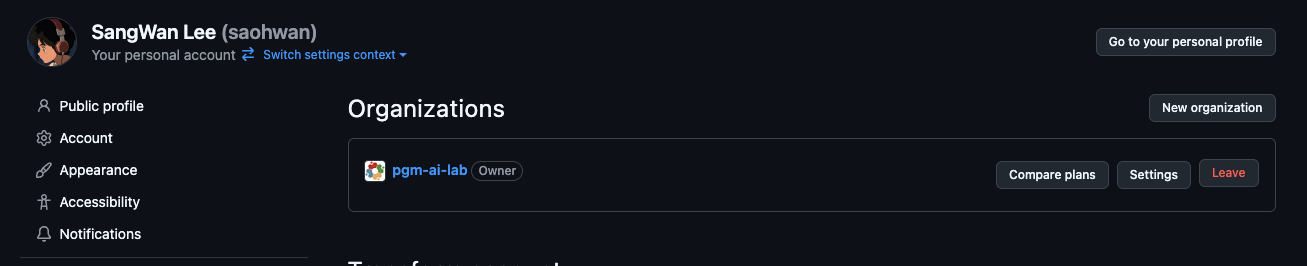 SangWan Lee (saohwan)
Your personal account Switch settings context
Go to your personal profile
Public profile
Account
Appearance
Accessibility
Notifications
Organizations
New organization
pgm-ai-lab Owner
Compare plans Settings Leave